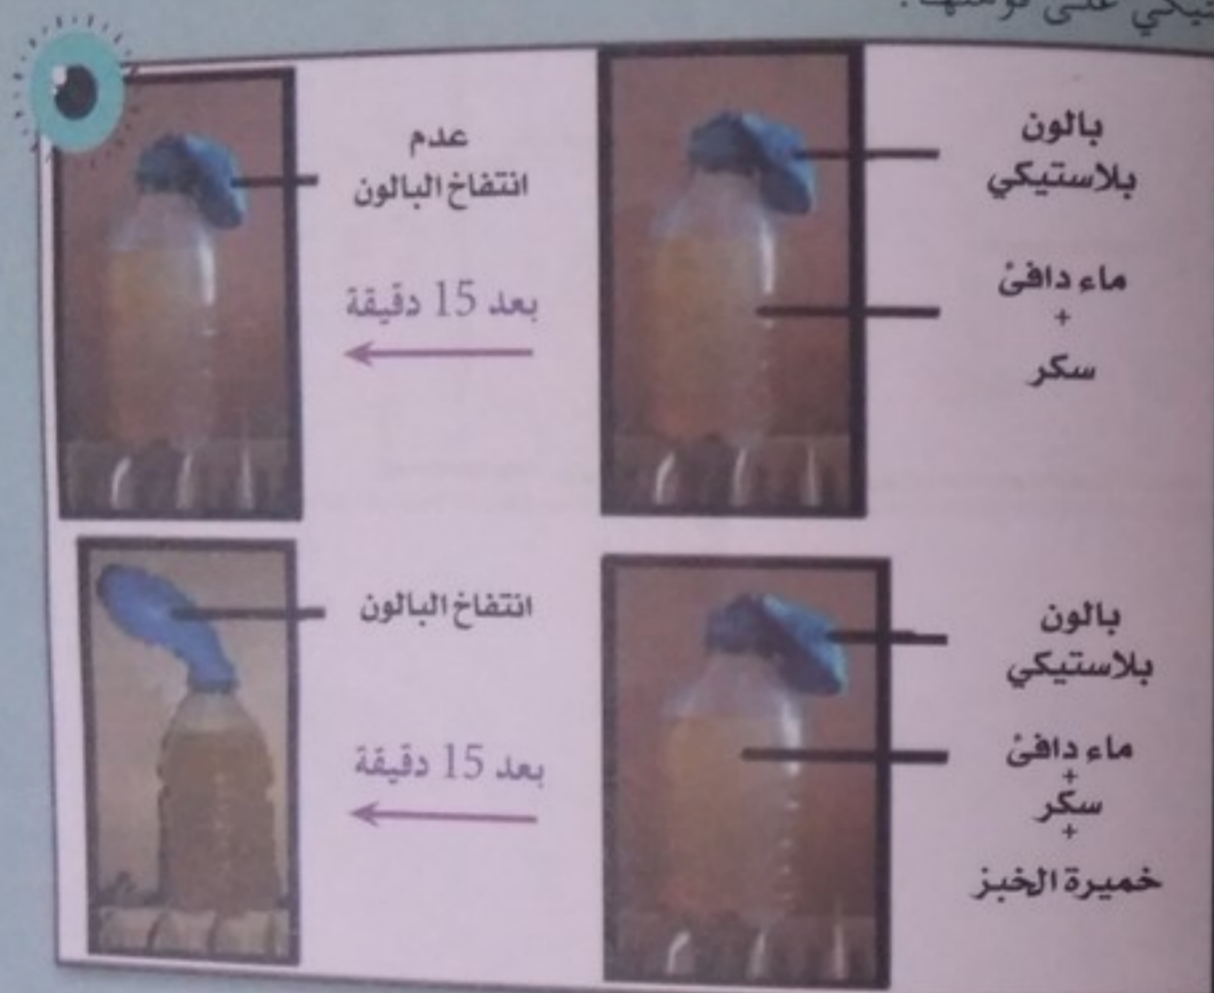 بالون
بلاستيكي
ماء دافئ
+
سكر
عدم
انتفاخ البالون
بعد 15 دقيقة
بالون
بلاستيكي
ماء دافئ
+
سكر
+
خميرة الخبز
انتفاخ البالون
بعد 15 دقيقة